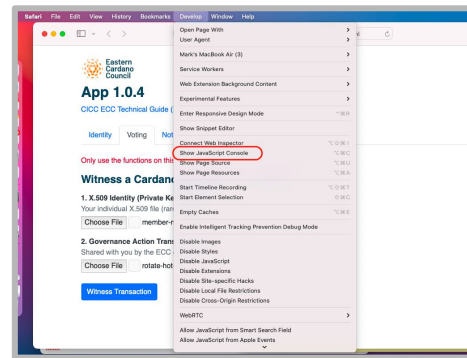 Safari File Edit View History Bookmarks Develop Window Help
Open Page With
User Agent
Mark's MacBook Air (3)
Service Workers
Web Extension Background Content
Experimental Features
Enter Responsive Design Mode ⌥⌘R
Show Snippet Editor
Connect Web Inspector ⌥⇧⌘I
Show JavaScript Console ⌥⌘C
Show Page Source ⌥⌘U
Show Page Resources ⌥⌘A
Start Timeline Recording ⌥⇧⌘T
Start Element Selection ⇧⌘C
Empty Caches ⌥⌘E
Enable Intelligent Tracking Prevention Debug Mode
Disable Images
Disable Styles
Disable JavaScript
Disable Extensions
Disable Site-specific Hacks
Disable Local File Restrictions
Disable Cross-Origin Restrictions
WebRTC
Allow JavaScript from Smart Search Field
Allow JavaScript from Apple Events
Eastern
Cardano
Council
App 1.0.4
CICC ECC Technical Guide (
Identity Voting
Only use the functions on this
Witness a Cardano
1. X.509 Identity (Private Ke
Your individual X.509 file
Choose File member-
2. Governance Action Trans
Shared with you by the ECC
Choose File rotate-hot
Witness Transaction